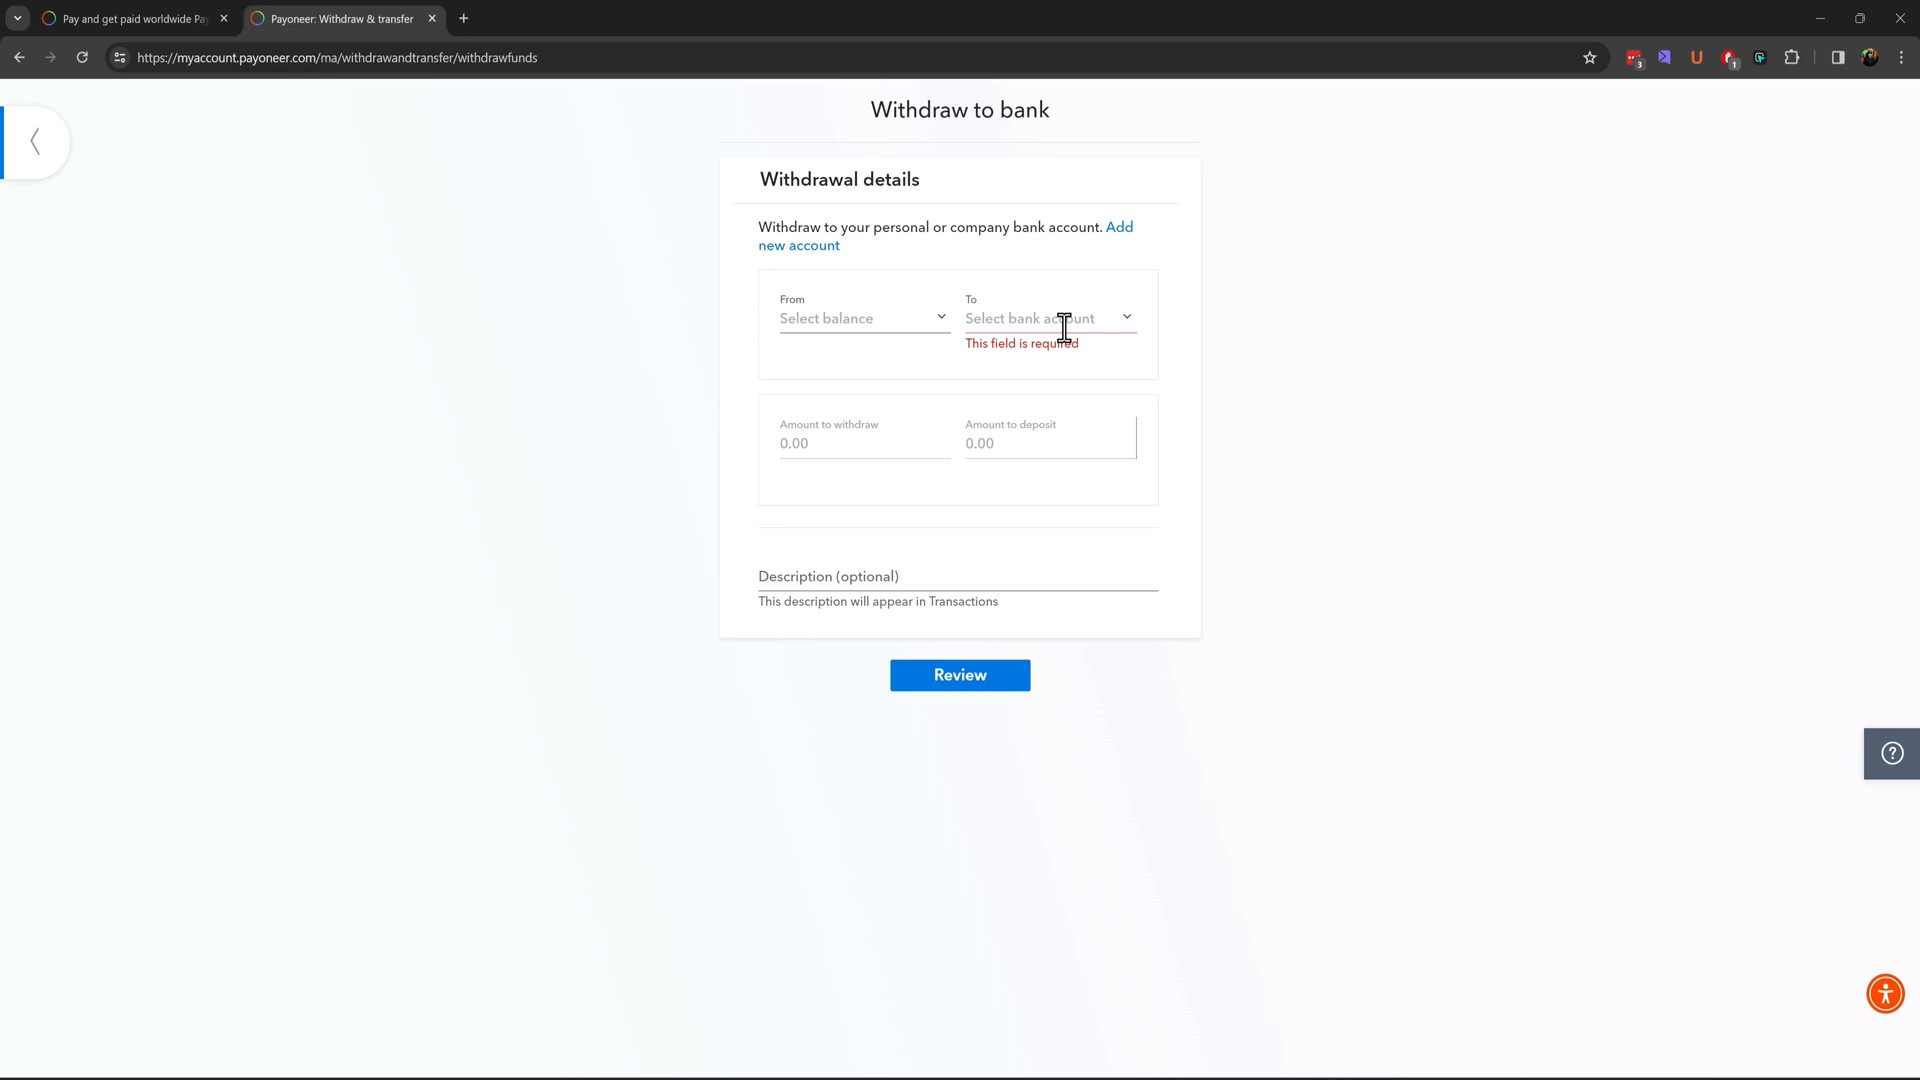 Pay and get paid worldwide Pa
Payoneer: Withdraw & transfer
https://myaccount.payoneer.com/ma/withdrawandtransfer/withdrawfunds
3
U
1
Withdraw to bank
Withdrawal details
Withdraw to your personal or company bank account. Add
new account
From
To
Select balance
Select bank account
This field is required
Amount to withdraw
Amount to deposit
0.00
0.00
Description (optional)
This description will appear in Transactions
Review